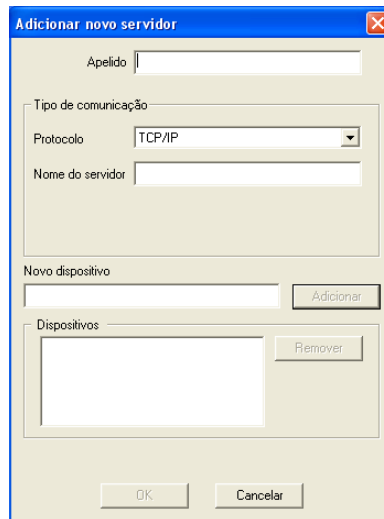 Adicionar novo servidor
Apelido
Tipo de comunicação
Protocolo TCP/IP
Nome do servidor
Novo dispositivo
Adicionar
Dispositivos
Remover
OK Cancelar